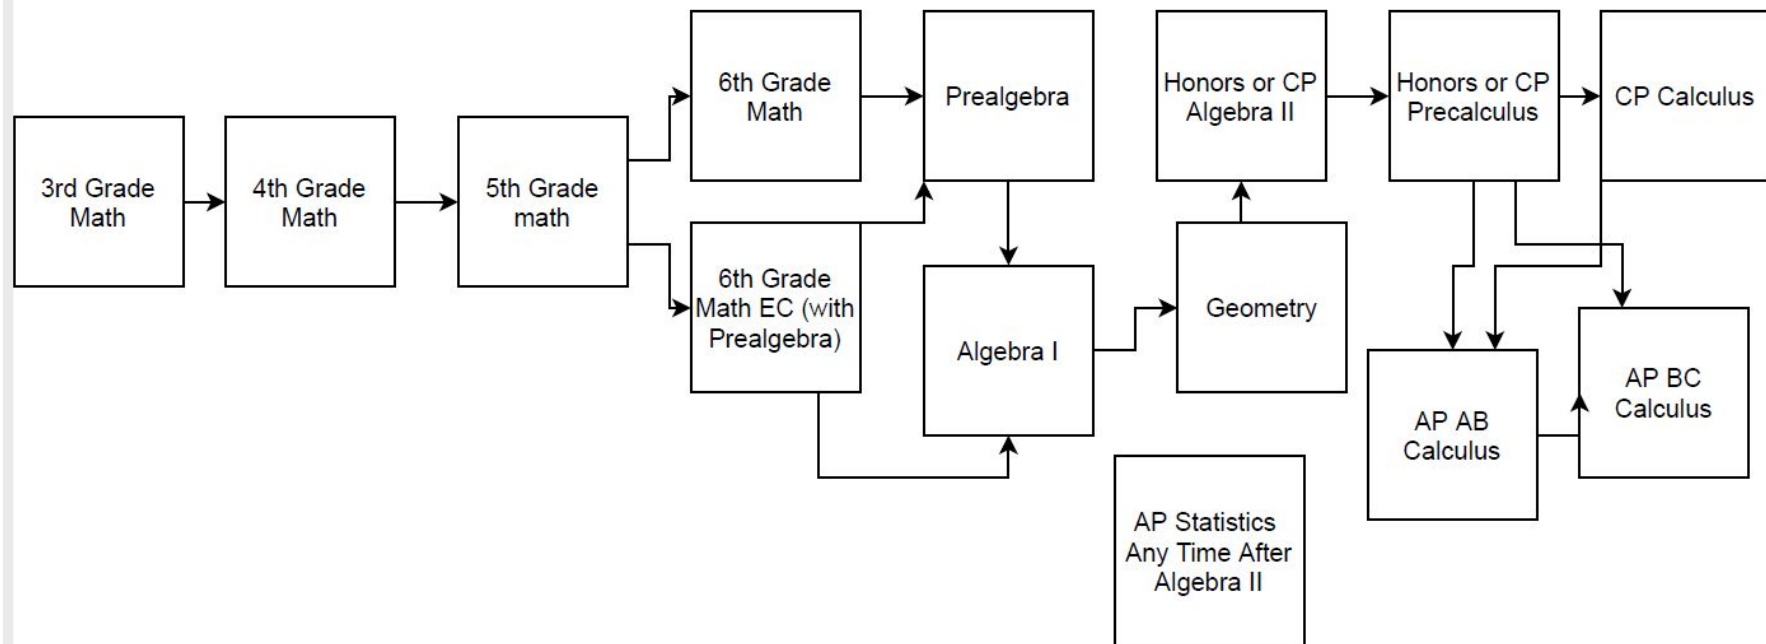 3rd Grade
Math
4th Grade
Math
5th Grade
math
6th Grade
Math
6th Grade
Math EC (with
Prealgebra)
Prealgebra
Algebra I
Geometry
Honors or CP
Algebra II
Honors or CP
Precalculus
CP Calculus
AP AB
Calculus
AP BC
Calculus
AP Statistics
Any Time After
Algebra II